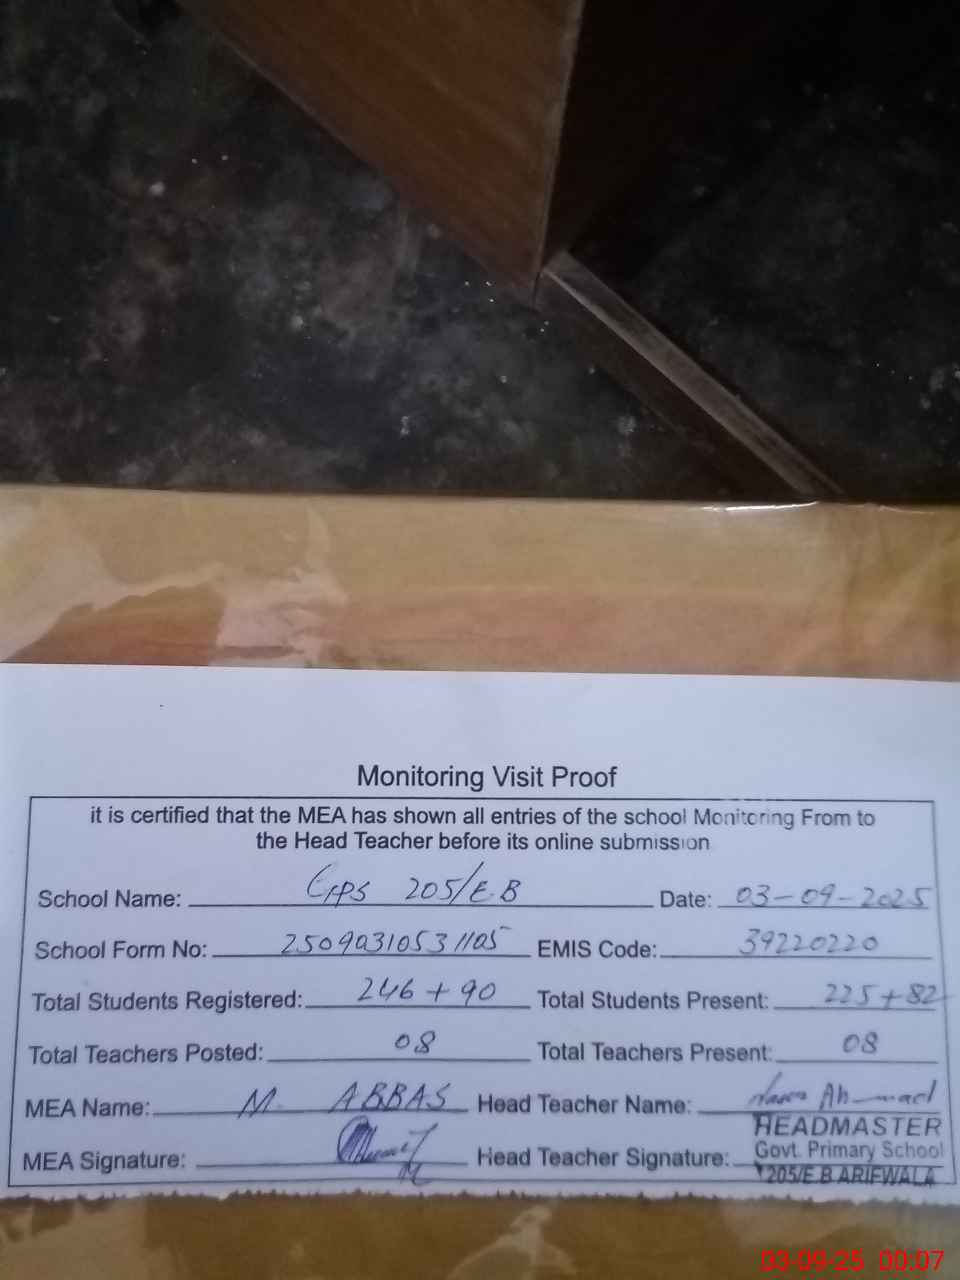 Monitoring Visit Proof
it is certified that the MEA has shown all entries of the school Monitoring From to
the Head Teacher before its online submission
School Name: GPS 205/E.B Date: 03-09-2025
School Form No: 25090310531105 EMIS Code: 39220220
Total Students Registered: 246 + 90 Total Students Present: 225 + 82
Total Teachers Posted: 08 Total Teachers Present: 08
MEA Name: M. ABBAS Head Teacher Name: Ahmad
MEA Signature: Head Teacher Signature:
HEADMASTER
Govt. Primary School
205/E.B ARIFWALA
03-09-25 00:07